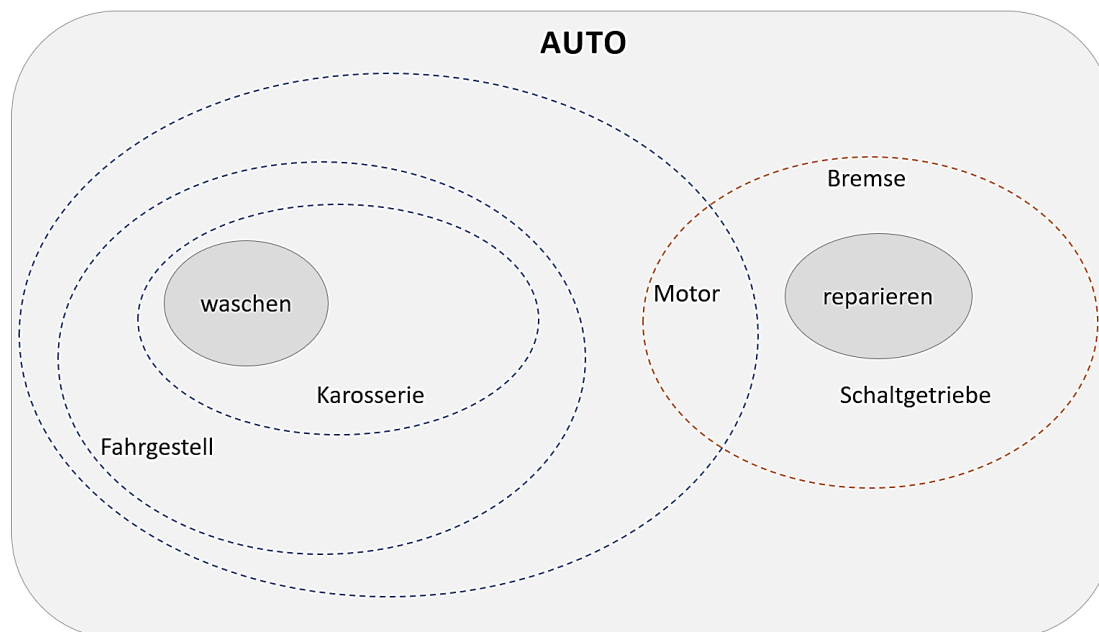 AUTO
Bremse
Motor
reparieren
waschen
Karosserie
Schaltgetriebe
Fahrgestell